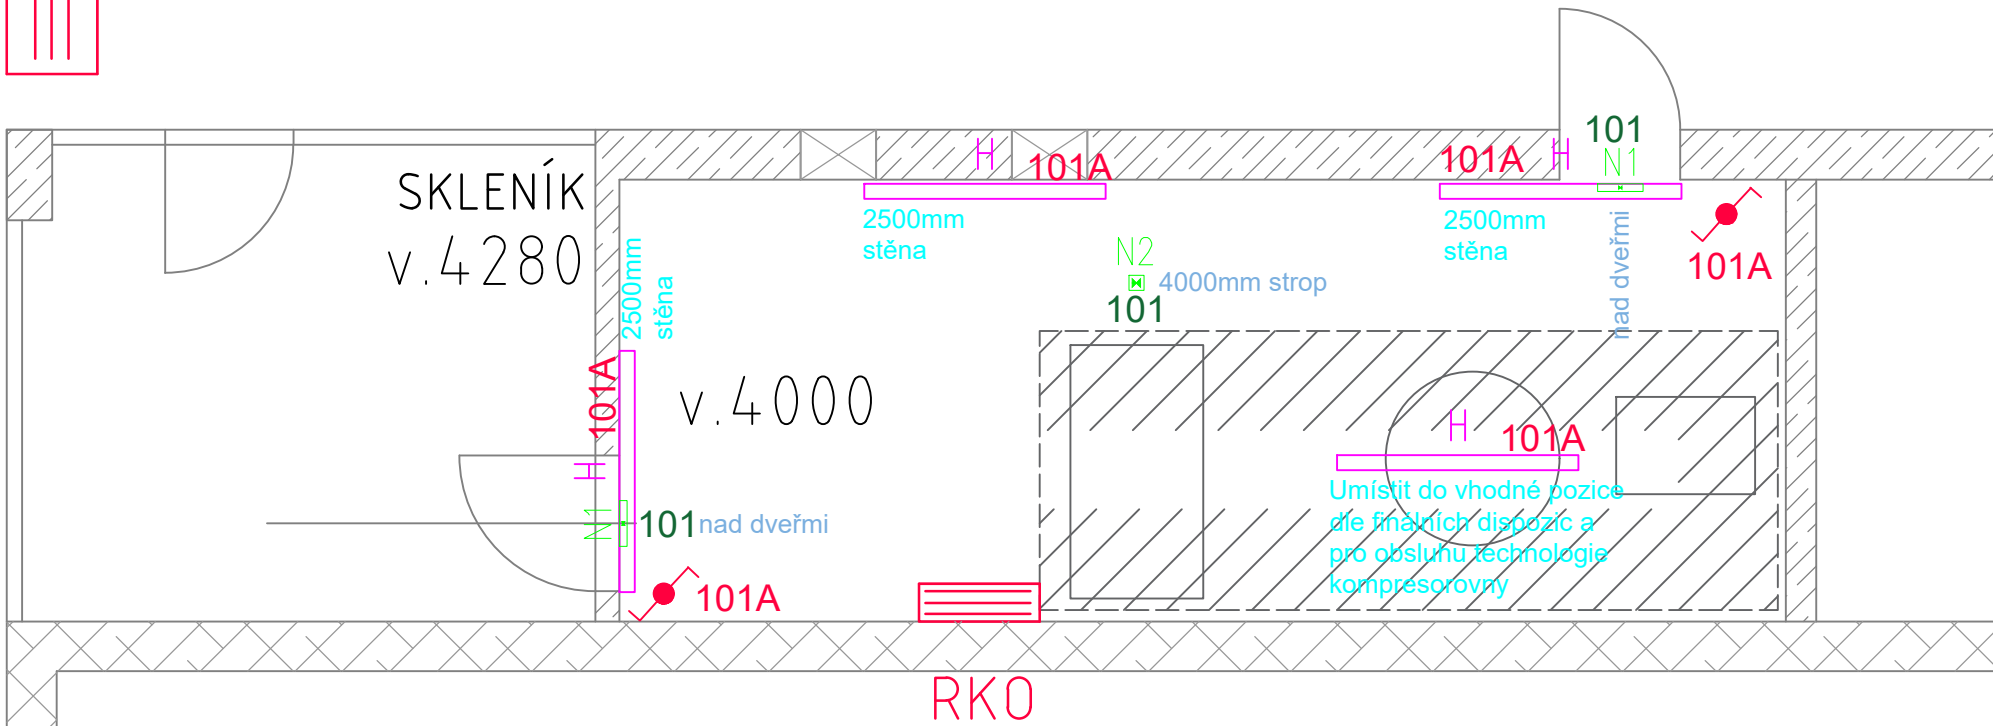 SKLENÍK
v.4280
2500mm
stěna
101A
H
N1
101
nad dveřmi
101A
v.4000
H
101A
2500mm
stěna
N2
4000mm strop
101
101A
H
101
N1
2500mm
stěna
nad dveřmi
101A
H
101A
Umístit do vhodné pozice
dle finálních dispozic a
pro obsluhu technologie
kompresorovny
RKO